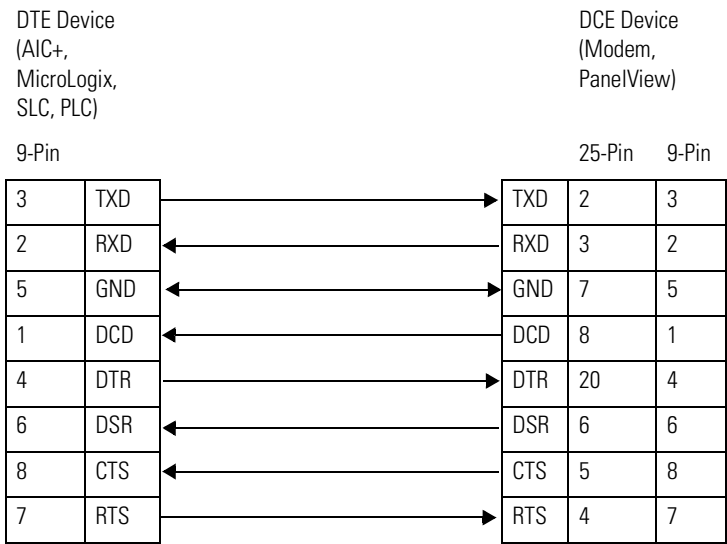 DTE Device
(AIC+,
MicroLogix,
SLC, PLC)
DCE Device
(Modem,
PanelView)
9-Pin
25-Pin 9-Pin
3 TXD TXD 2 3
2 RXD RXD 3 2
5 GND GND 7 5
1 DCD DCD 8 1
4 DTR DTR 20 4
6 DSR DSR 6 6
8 CTS CTS 5 8
7 RTS RTS 4 7